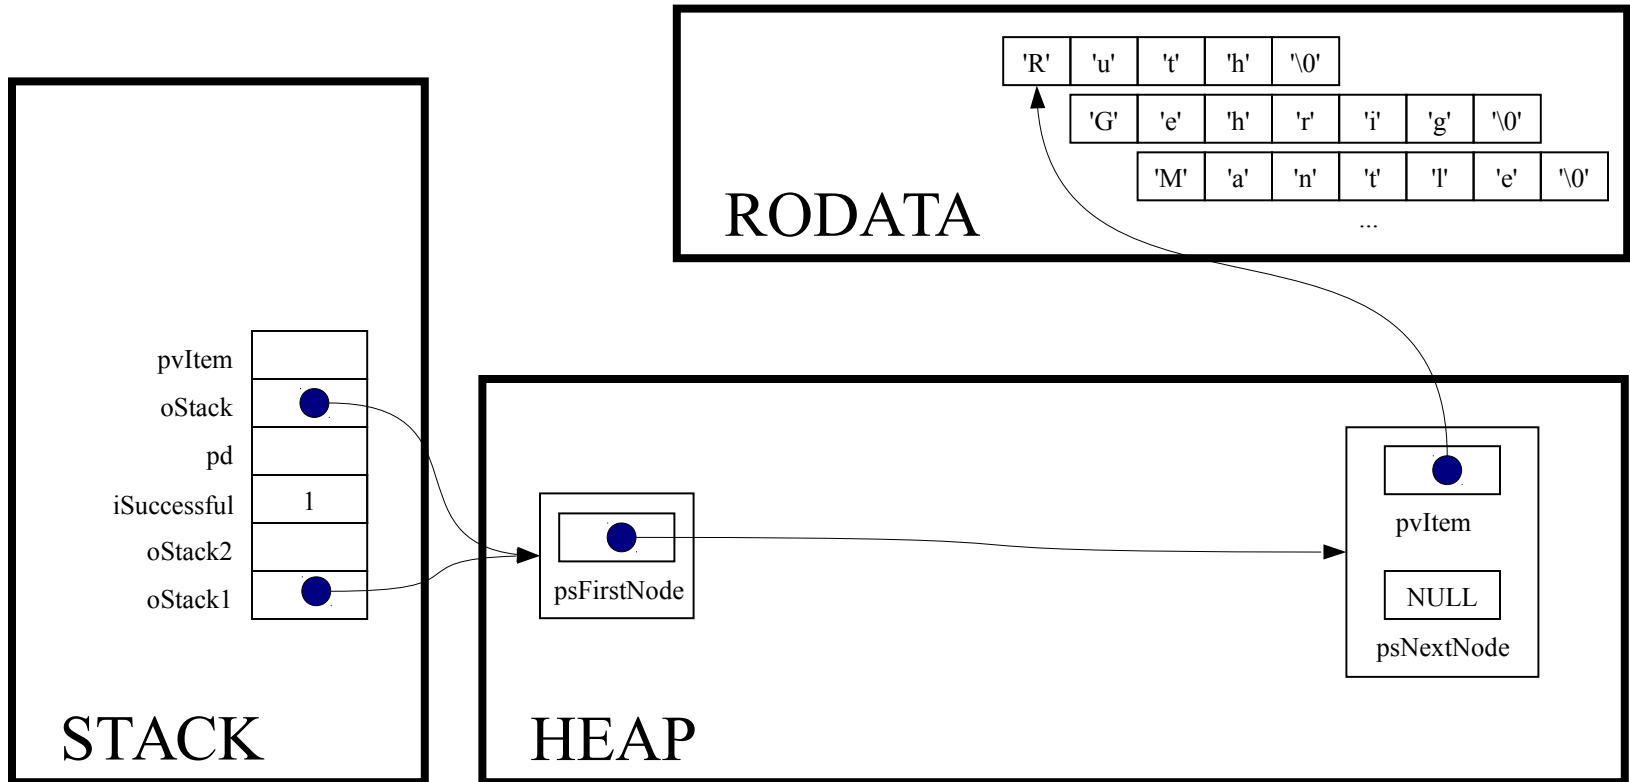 'R' 'u' 't' 'h' '\0'
'G' 'e' 'h' 'r' 'i' 'g' '\0'
'M' 'a' 'n' 't' 'l' 'e' '\0'
...
RODATA
pvItem
oStack
pd
iSuccessful 1
oStack2
oStack1
STACK
psFirstNode
pvItem
NULL
psNextNode
HEAP